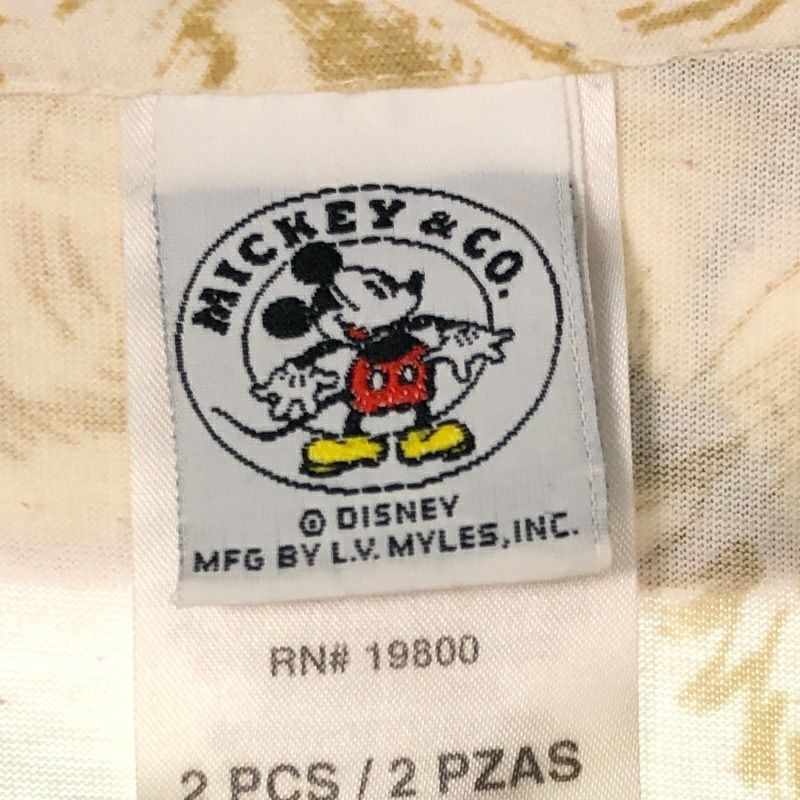 MICKEY & CO.
© DISNEY
MFG BY L.V. MYLES, INC.
RN# 19800
2 PCS / 2 PZAS